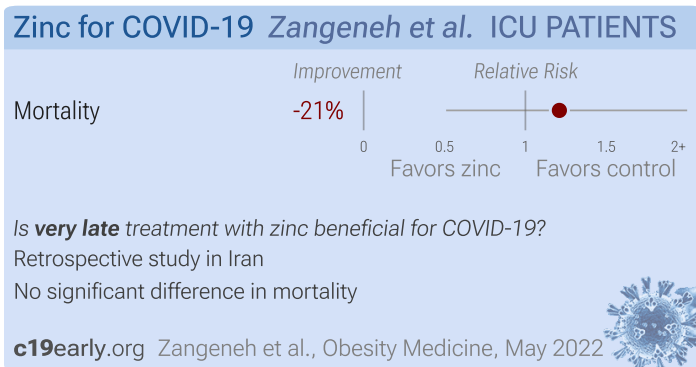 Zinc for COVID-19 Zangeneh et al. ICU PATIENTS
Improvement Relative Risk
Mortality -21%
0 0.5 1 1.5 2+
Favors zinc Favors control
Is very late treatment with zinc beneficial for COVID-19?
Retrospective study in Iran
No significant difference in mortality
c19early.org Zangeneh et al., Obesity Medicine, May 2022